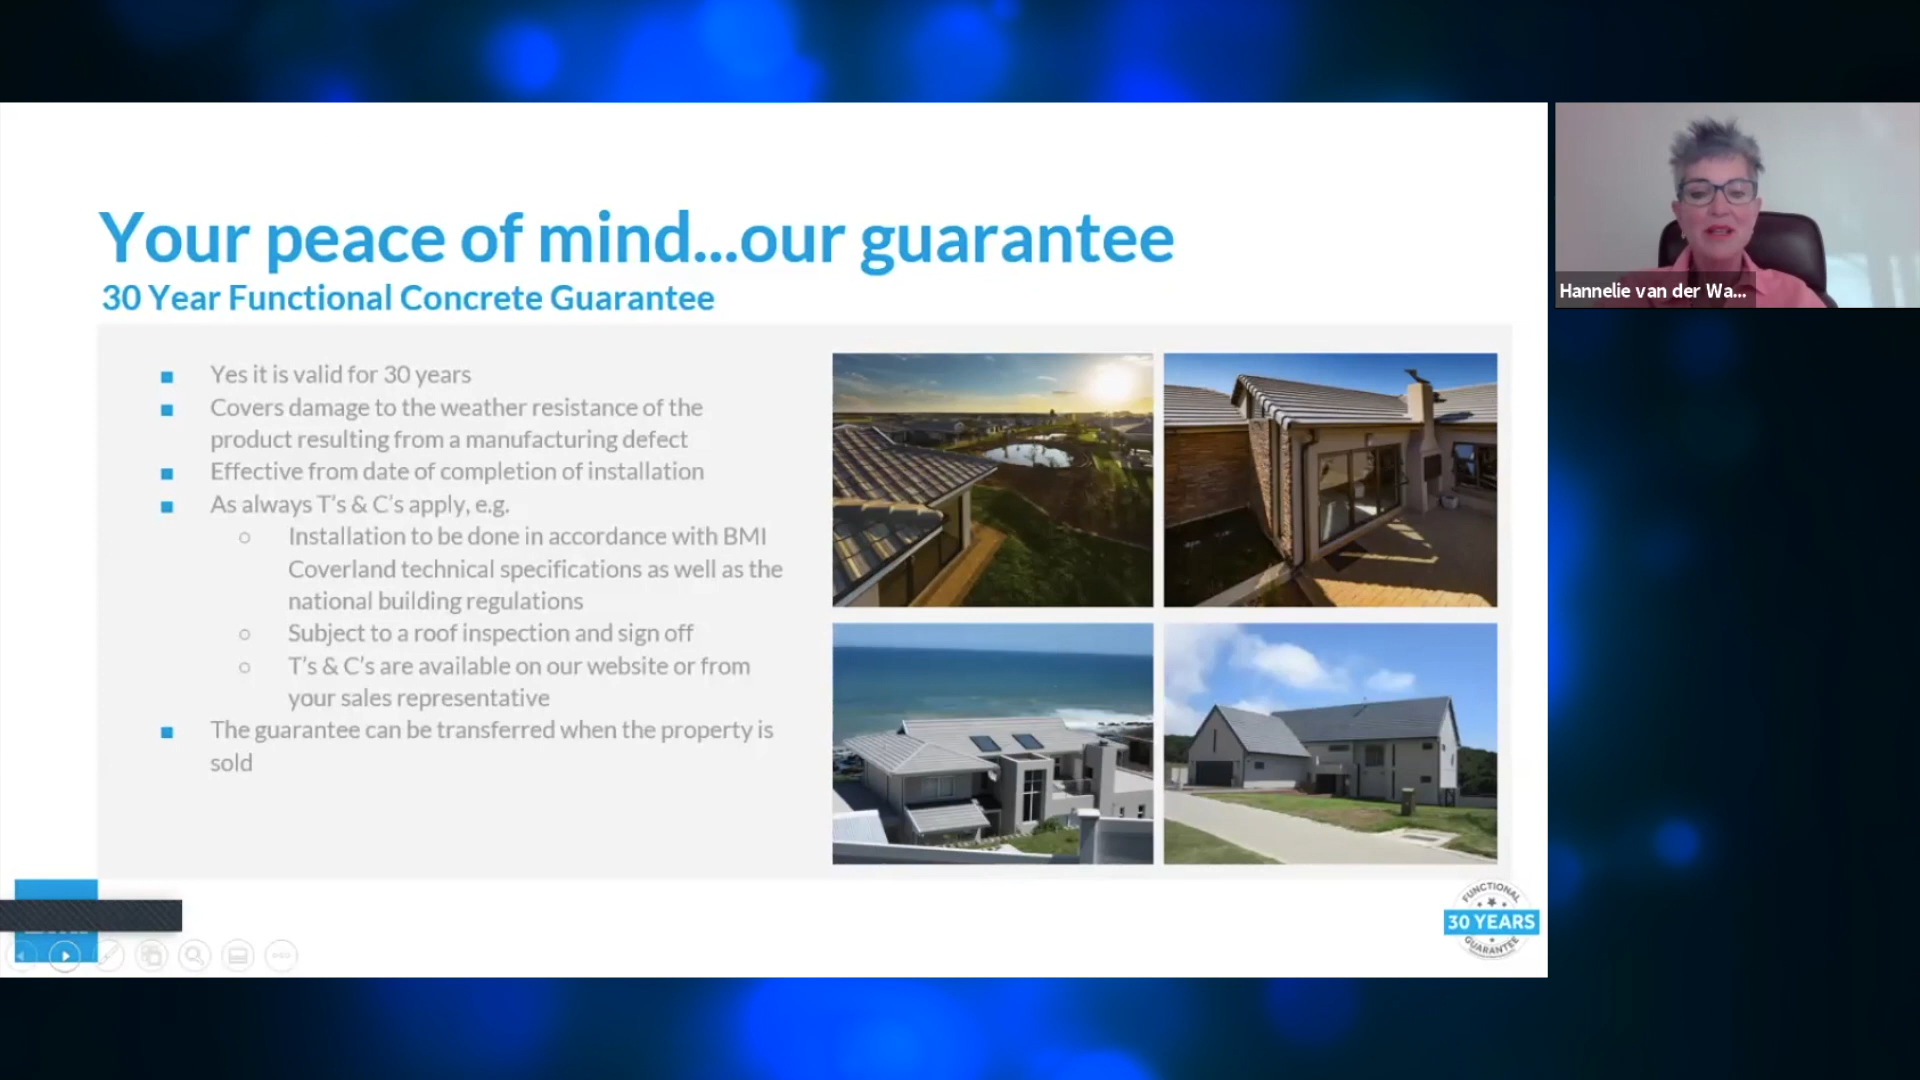 Your peace of mind...our guarantee
30 Year Functional Concrete Guarantee
Yes it is valid for 30 years
Covers damage to the weather resistance of the
product resulting from a manufacturing defect
Effective from date of completion of installation
As always T's & C's apply, e.g.
Installation to be done in accordance with BMI
Coverland technical specifications as well as the
national building regulations
Subject to a roof inspection and sign off
T's & C's are available on our website or from
your sales representative
The guarantee can be transferred when the property is
sold
Hannelie van der Wa...
FUNCTIONAL
30 YEARS
GUARANTEE